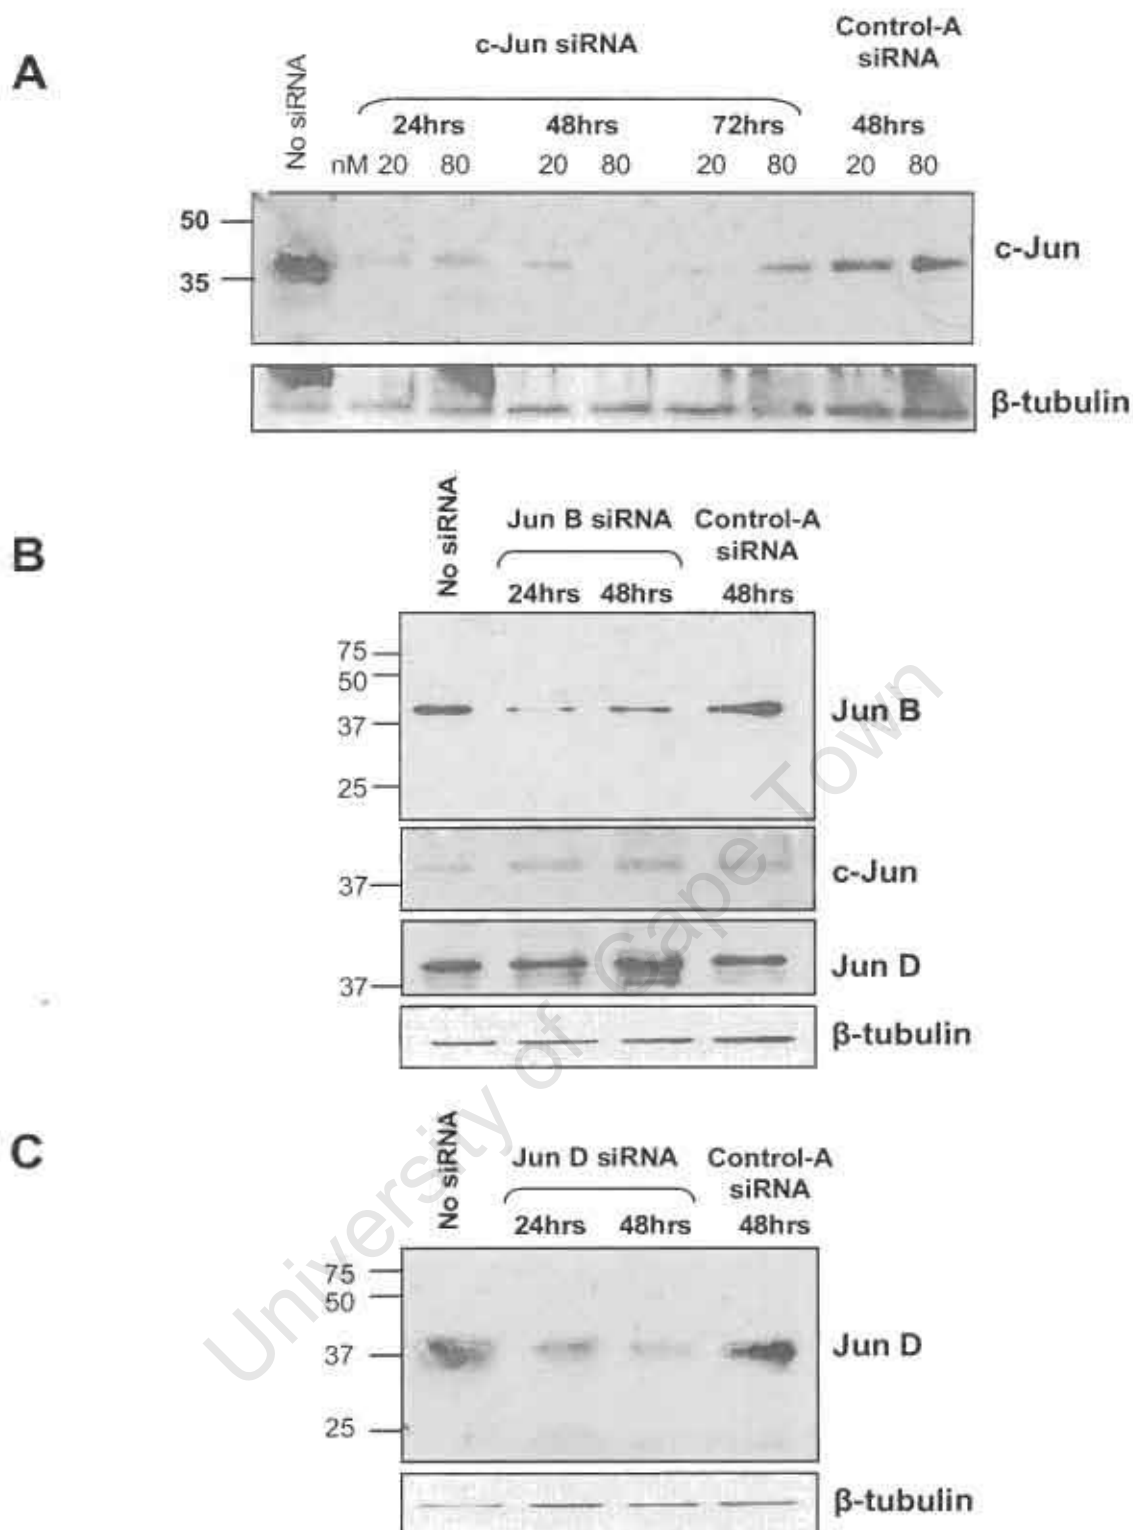 A
No siRNA
c-Jun siRNA
Control-A
siRNA
24hrs 48hrs 72hrs 48hrs
nM 20 80 20 80 20 80 20 80
50
35
c-Jun
β-tubulin
B
No siRNA
Jun B siRNA
Control-A
siRNA
24hrs 48hrs 48hrs
75
50
37
25
Jun B
37
c-Jun
37
Jun D
β-tubulin
C
No siRNA
Jun D siRNA
Control-A
siRNA
24hrs 48hrs 48hrs
75
50
37
25
Jun D
β-tubulin
University of Cape Town